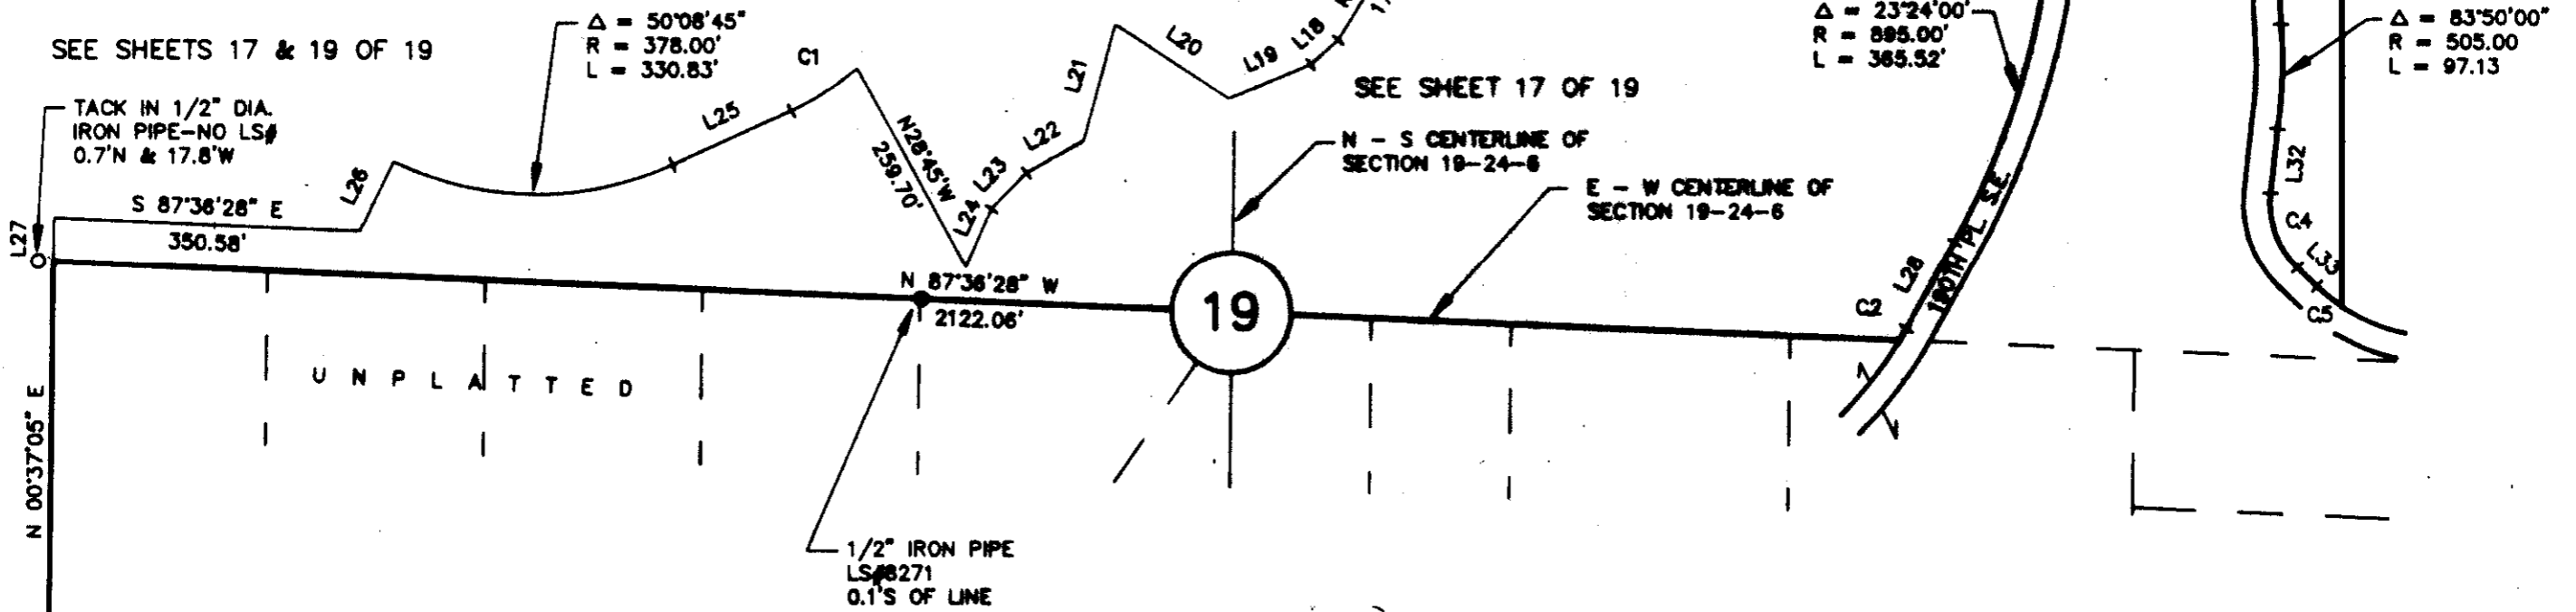 SEE SHEETS 17 & 19 OF 19
Δ = 50°08'45"
R = 378.00'
L = 330.83'
C1
L20
L19
L18
L21
Δ = 23°24'00'
R = 895.00'
L = 365.52'
Δ = 83°50'00"
R = 505.00
L = 97.13
TACK IN 1/2" DIA.
IRON PIPE-NO LS#
0.7'N & 17.8'W
L25
N28°45'W
259.70'
L22
L23
L24
SEE SHEET 17 OF 19
N - S CENTERLINE OF
SECTION 19-24-6
E - W CENTERLINE OF
SECTION 19-24-6
L26
L27
S 87°36'28" E
350.58'
N 87°36'28" W
2122.06'
19
C2
L28
190TH PL. S.E.
L32
C4
L33
C5
UNPLATTED
N 00°37'05" E
1/2" IRON PIPE
LS#8271
0.1'S OF LINE